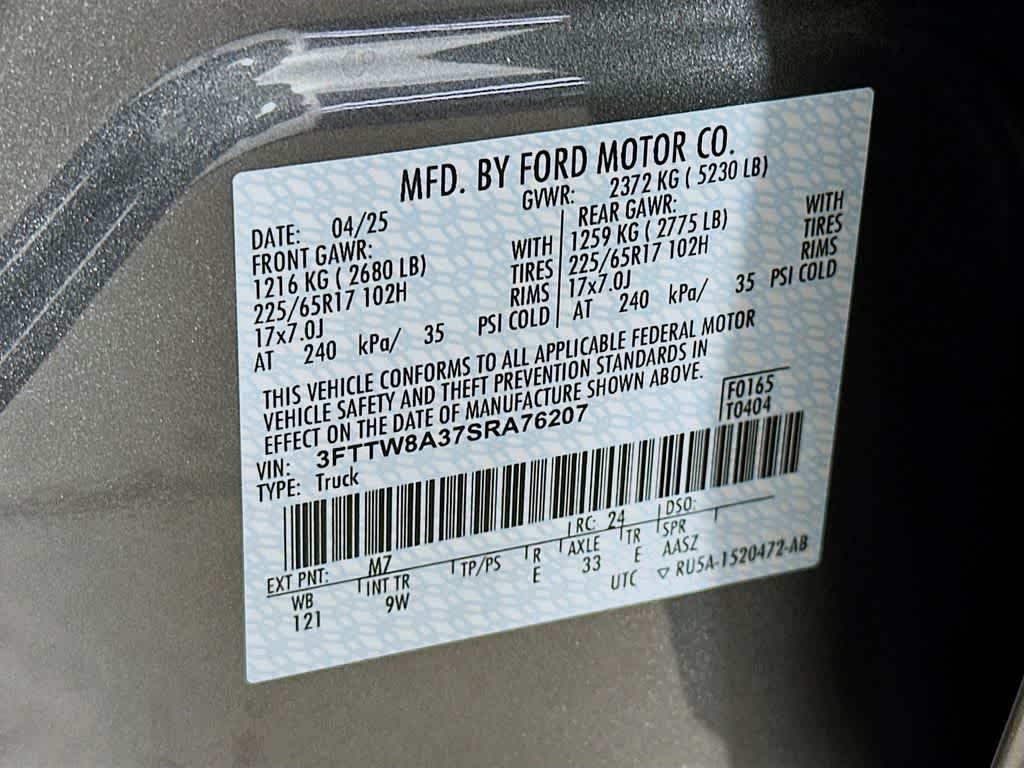 MFD. BY FORD MOTOR CO.
DATE: 04/25
GVWR: 2372 KG ( 5230 LB)
FRONT GAWR:
1216 KG ( 2680 LB) WITH
225/65R17 102H TIRES
17x7.0J RIMS
AT 240 kPa/ 35 PSI COLD
REAR GAWR:
1259 KG ( 2775 LB) WITH
225/65R17 102H TIRES
17x7.0J RIMS
AT 240 kPa/ 35 PSI COLD
THIS VEHICLE CONFORMS TO ALL APPLICABLE FEDERAL MOTOR
VEHICLE SAFETY AND THEFT PREVENTION STANDARDS IN
EFFECT ON THE DATE OF MANUFACTURE SHOWN ABOVE.
VIN: 3FTTW8A37SRA76207
TYPE: Truck
F0165
T0404
EXT PNT: M7 RC: 24 DSO:
WB INT TR TP/PS R AXLE TR SPR
121 9W E 33 E AASZ
UTC ▽ RU5A-1520472-AB